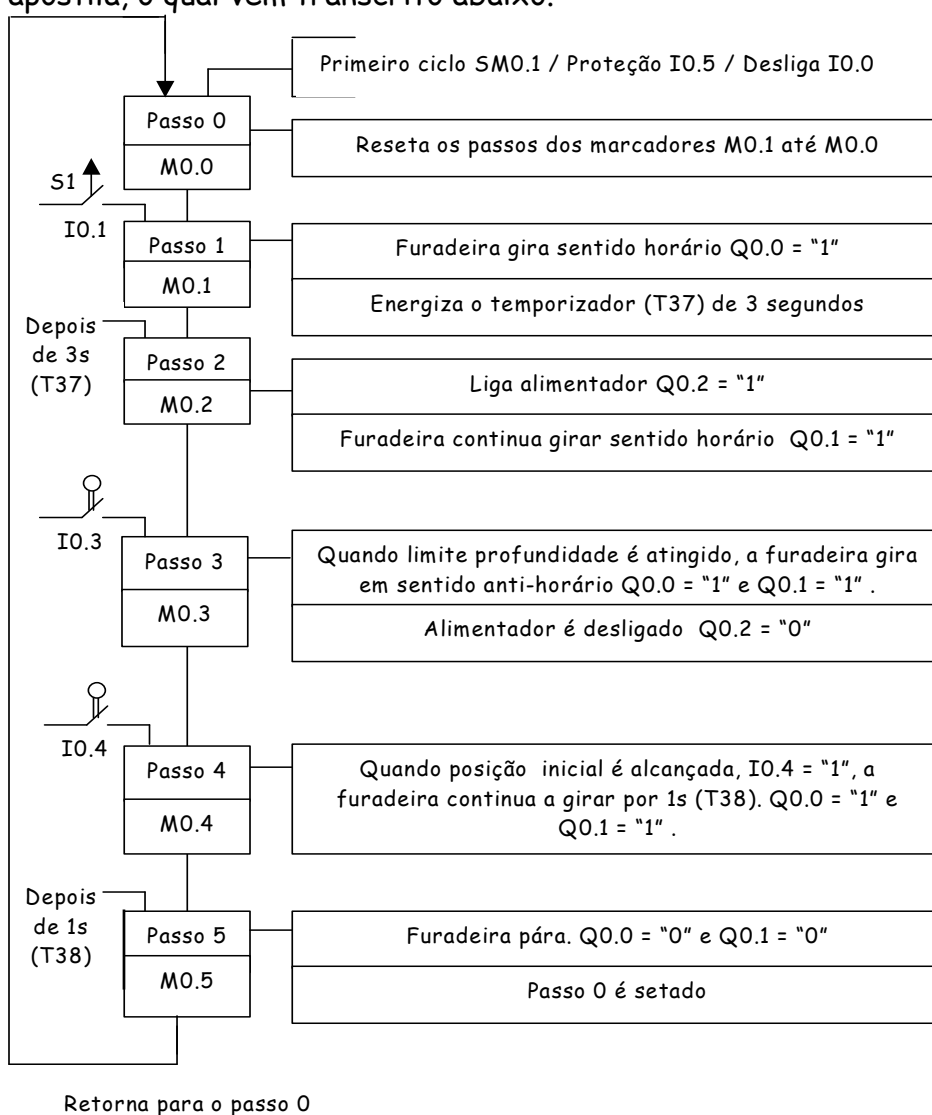 apostila, o qual vem transcrito abaixo.
Primeiro ciclo SM0.1 / Proteção I0.5 / Desliga I0.0
Passo 0
M0.0
Reseta os passos dos marcadores M0.1 até M0.0
S1
I0.1
Passo 1
M0.1
Furadeira gira sentido horário Q0.0 = "1"
Energiza o temporizador (T37) de 3 segundos
Depois
de 3s
(T37)
Passo 2
M0.2
Liga alimentador Q0.2 = "1"
Furadeira continua girar sentido horário Q0.1 = "1"
I0.3
Passo 3
M0.3
Quando limite profundidade é atingido, a furadeira gira
em sentido anti-horário Q0.0 = "1" e Q0.1 = "1" .
Alimentador é desligado Q0.2 = "0"
I0.4
Passo 4
M0.4
Quando posição inicial é alcançada, I0.4 = "1", a
furadeira continua a girar por 1s (T38). Q0.0 = "1" e
Q0.1 = "1" .
Depois
de 1s
(T38)
Passo 5
M0.5
Furadeira pára. Q0.0 = "0" e Q0.1 = "0"
Passo 0 é setado
Retorna para o passo 0